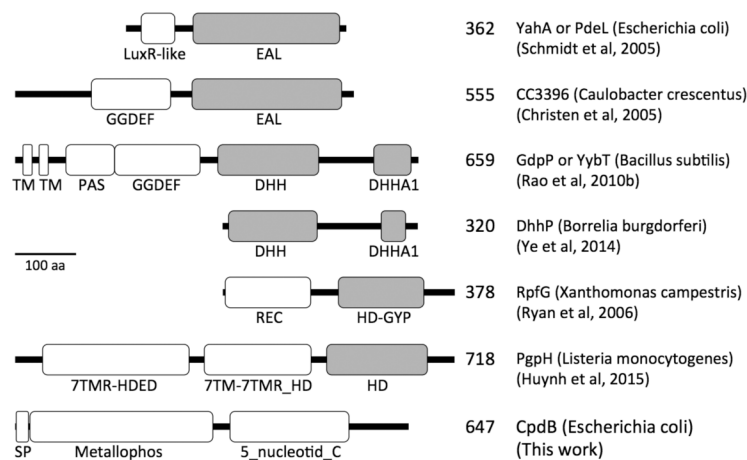 362 YahA or PdeL (Escherichia coli)
LuxR-like EAL (Schmidt et al, 2005)
555 CC3396 (Caulobacter crescentus)
GGDEF EAL (Christen et al, 2005)
659 GdpP or YybT (Bacillus subtilis)
TM TM PAS GGDEF DHH DHHA1 (Rao et al, 2010b)
320 DhhP (Borrelia burgdorferi)
DHH DHHA1 (Ye et al, 2014)
100 aa
378 RpfG (Xanthomonas campestris)
REC HD-GYP (Ryan et al, 2006)
718 PgpH (Listeria monocytogenes)
7TMR-HDED 7TM-7TMR_HD HD (Huynh et al, 2015)
647 CpdB (Escherichia coli)
SP Metallophos 5_nucleotid_C (This work)